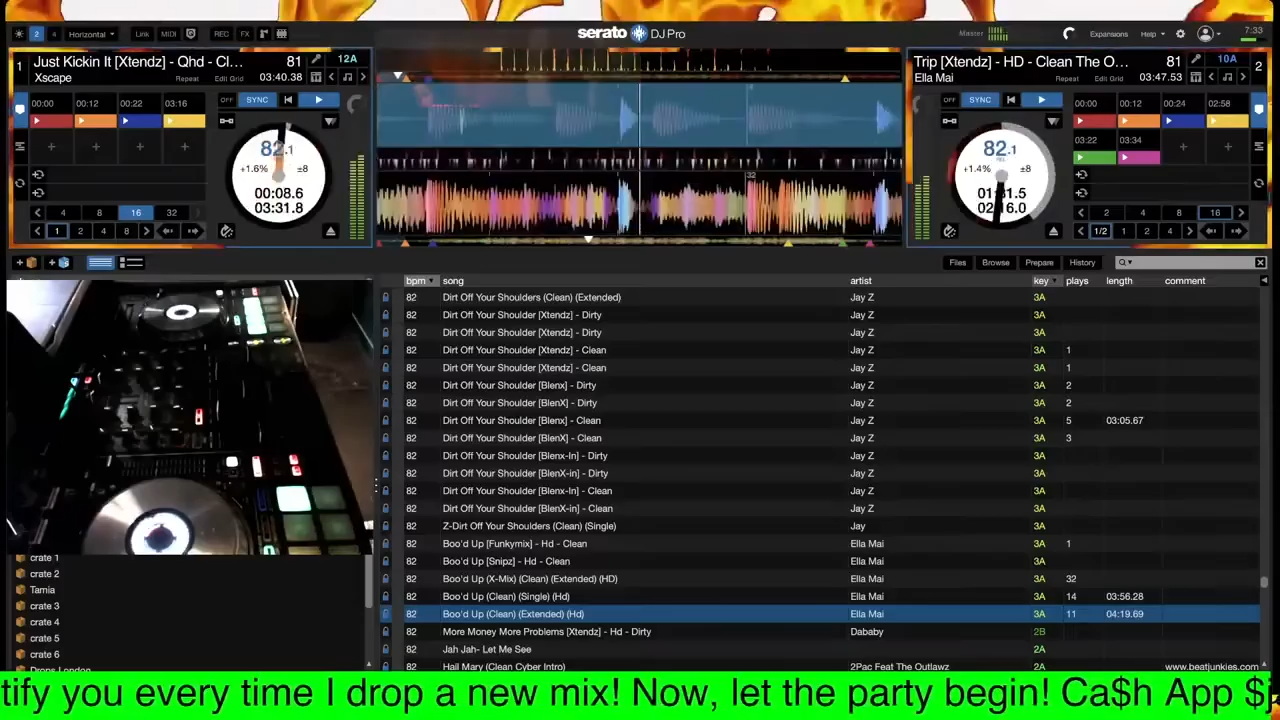 2 4 Horizontal Link MIDI REC FX serato DJ Pro Master Expansions Help 7:33
1 Just Kickin It [Xtendz] - Qhd - Cl... 81 12A
Xscape Repeat Edit Grid 03:40.38
00:00 00:12 00:22 03:16 OFF SYNC
82.1
+1.6% ±8
00:08.6
03:31.8
4 8 16 32
1 2 4 8
32
Trip [Xtendz] - HD - Clean The O... 81 10A 2
Ella Mai Repeat Edit Grid 03:47.53
OFF SYNC 00:00 00:12 00:24 02:58
03:22 03:34
82.1
+1.4% ±8
2 4 8 16
1/2 1 2 4
Files Browse Prepare History
bpm song artist key plays length comment
82 Dirt Off Your Shoulders (Clean) (Extended) Jay Z 3A
82 Dirt Off Your Shoulder [Xtendz] - Dirty Jay Z 3A
82 Dirt Off Your Shoulder [Xtendz] - Dirty Jay Z 3A
82 Dirt Off Your Shoulder [Xtendz] - Clean Jay Z 3A 1
82 Dirt Off Your Shoulder [Xtendz] - Clean Jay Z 3A 1
82 Dirt Off Your Shoulder [Blenx] - Dirty Jay Z 3A 2
82 Dirt Off Your Shoulder [BlenX] - Dirty Jay Z 3A 2
82 Dirt Off Your Shoulder [Blenx] - Clean Jay Z 3A 5 03:05.67
82 Dirt Off Your Shoulder [BlenX] - Clean Jay Z 3A 3
82 Dirt Off Your Shoulder [Blenx-In] - Dirty Jay Z 3A
82 Dirt Off Your Shoulder [BlenX-in] - Dirty Jay Z 3A
82 Dirt Off Your Shoulder [Blenx-In] - Clean Jay Z 3A
82 Dirt Off Your Shoulder [BlenX-in] - Clean Jay Z 3A
82 Z-Dirt Off Your Shoulders (Clean) (Single) Jay 3A
82 Boo'd Up [Funkymix] - Hd - Clean Ella Mai 3A 1
82 Boo'd Up [Snipz] - Hd - Clean Ella Mai 3A
82 Boo'd Up (X-Mix) (Clean) (Extended) (HD) Ella Mai 3A 32
82 Boo'd Up (Clean) (Single) (Hd) Ella Mai 3A 14 03:56.28
82 Boo'd Up (Clean) (Extended) (Hd) Ella Mai 3A 11 04:19.69
82 More Money More Problems [Xtendz] - Hd - Dirty Dababy 2B
82 Jah Jah- Let Me See 2A
82 Hail Mary (Clean Cyber Intro) 2Pac Feat The Outlawz 2A www.beatjunkies.com
crate 1
crate 2
Tamia
crate 3
crate 4
crate 5
crate 6
Drops London
tify you every time I drop a new mix! Now, let the party begin! Ca$h App $j